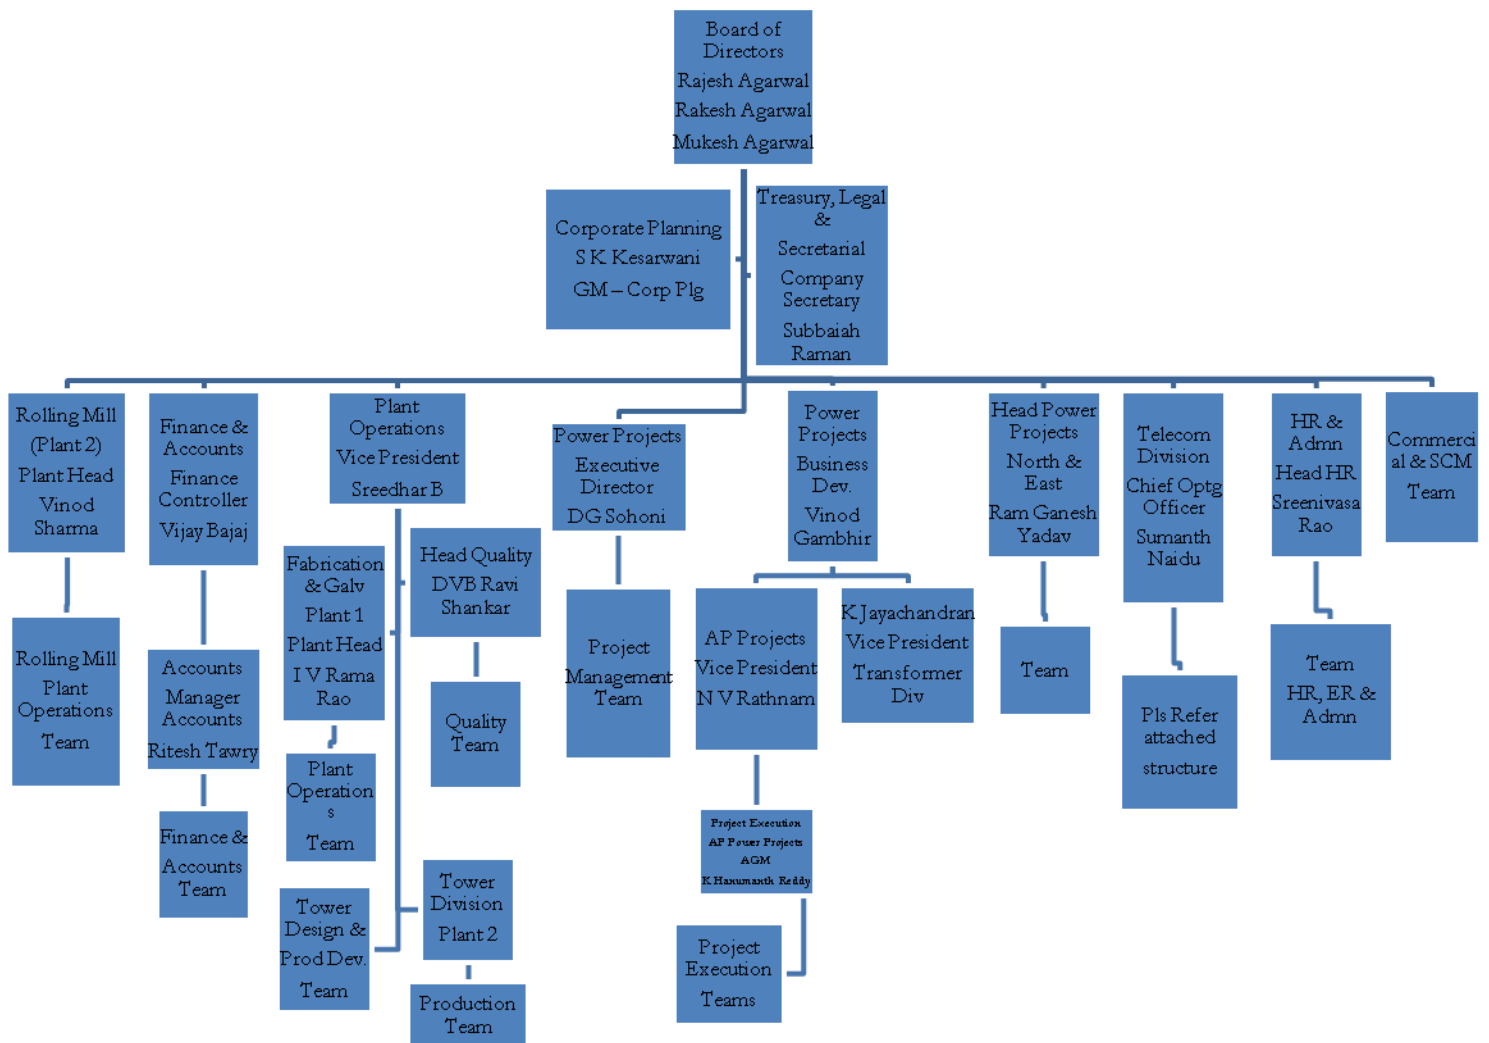 Board of
Directors
Rajesh Agarwal
Rakesh Agarwal
Mukesh Agarwal
Corporate Planning
S K Kesarwani
GM – Corp Plg
Treasury, Legal
&
Secretarial
Company
Secretary
Subbaiah
Raman
Rolling Mill
(Plant 2)
Plant Head
Vinod
Sharma
Finance &
Accounts
Finance
Controller
Vijay Bajaj
Plant
Operations
Vice President
Sreedhar B
Power Projects
Executive
Director
DG Sohoni
Power
Projects
Business
Dev.
Vinod
Gambhir
Head Power
Projects
North &
East
Ram Ganesh
Yadav
Telecom
Division
Chief Optg
Officer
Sumanth
Naidu
HR &
Admn
Head HR
Sreenivasa
Rao
Commerci
al & SCM
Team
Rolling Mill
Plant
Operations
Team
Accounts
Manager
Accounts
Ritesh Tawry
Finance &
Accounts
Team
Fabrication
& Galv
Plant 1
Plant Head
I V Rama
Rao
Plant
Operation
s
Team
Head Quality
DVB Ravi
Shankar
Quality
Team
Tower
Design &
Prod Dev.
Team
Tower
Division
Plant 2
Production
Team
Project
Management
Team
AP Projects
Vice President
N V Rathnam
Project Execution
AP Power Projects
AGM
K Hanumanth Reddy
Project
Execution
Teams
K Jayachandran
Vice President
Transformer
Div
Team
Pls Refer
attached
structure
Team
HR, ER &
Admn